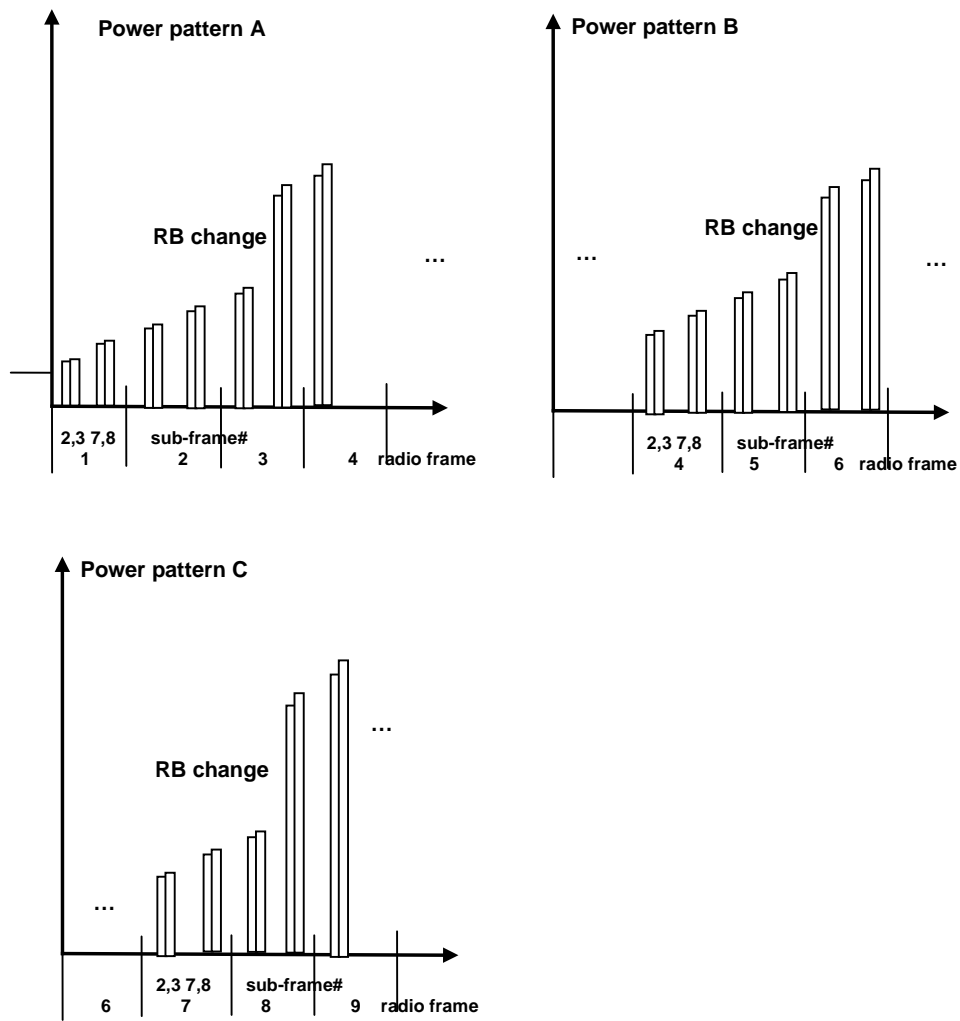 Power pattern A
RB change
…
2,3 7,8 sub-frame#
1 2 3 4 radio frame
Power pattern B
RB change
… …
2,3 7,8 sub-frame#
4 5 6 radio frame
Power pattern C
RB change
…
…
2,3 7,8 sub-frame#
6 7 8 9 radio frame